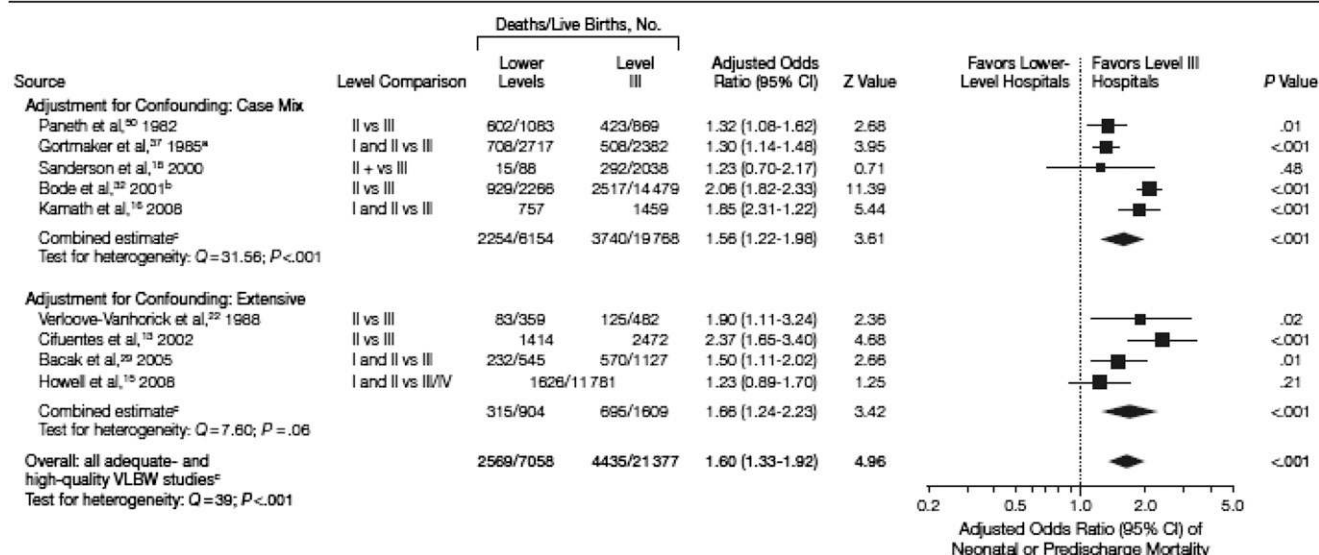 Deaths/Live Births, No.
Source Level Comparison Lower Levels Level III Adjusted Odds Ratio (95% CI) Z Value Favors Lower-Level Hospitals Favors Level III Hospitals P Value
Adjustment for Confounding: Case Mix
Paneth et al,50 1982 II vs III 602/1083 423/869 1.32 (1.08-1.62) 2.68 .01
Gortmaker et al,37 1985a I and II vs III 708/2717 508/2382 1.30 (1.14-1.48) 3.95 <.001
Sanderson et al,18 2000 II + vs III 15/88 292/2038 1.23 (0.70-2.17) 0.71 .48
Bode et al,32 2001b II vs III 929/2266 2517/14 479 2.06 (1.82-2.33) 11.39 <.001
Kamath et al,16 2008 I and II vs III 757 1459 1.85 (2.31-1.22) 5.44 <.001
Combined estimatec 2254/6154 3740/19 768 1.56 (1.22-1.98) 3.61 <.001
Test for heterogeneity: Q=31.56; P<.001
Adjustment for Confounding: Extensive
Verloove-Vanhorick et al,22 1988 II vs III 83/359 125/482 1.90 (1.11-3.24) 2.36 .02
Cifuentes et al,13 2002 II vs III 1414 2472 2.37 (1.65-3.40) 4.68 <.001
Bacak et al,29 2005 I and II vs III 232/545 570/1127 1.50 (1.11-2.02) 2.66 .01
Howell et al,15 2008 I and II vs III/IV 1626/11 781 1.23 (0.89-1.70) 1.25 .21
Combined estimatec 315/904 695/1609 1.66 (1.24-2.23) 3.42 <.001
Test for heterogeneity: Q=7.60; P=.06
Overall: all adequate- and 2569/7058 4435/21 377 1.60 (1.33-1.92) 4.96 <.001
high-quality VLBW studiesc
Test for heterogeneity: Q=39; P<.001
0.2 0.5 1.0 2.0 5.0
Adjusted Odds Ratio (95% CI) of
Neonatal or Predischarge Mortality